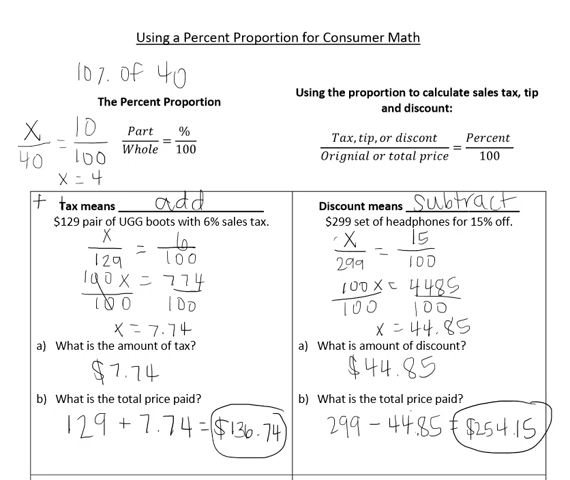 Using a Percent Proportion for Consumer Math
10% of 40
The Percent Proportion
x/40 = 10/100
Part/Whole = %/100
x = 4
Using the proportion to calculate sales tax, tip
and discount:
Tax, tip, or discont/Orignial or total price = Percent/100
+ tax means add
$129 pair of UGG boots with 6% sales tax.
x/129 = 6/100
100x/100 = 774/100
x = 7.74
a) What is the amount of tax?
$7.74
b) What is the total price paid?
129 + 7.74 = $136.74
Discount means subtract
$299 set of headphones for 15% off.
x/299 = 15/100
100x/100 = 4485/100
x = 44.85
a) What is amount of discount?
$44.85
b) What is the total price paid?
299 - 44.85 = $254.15